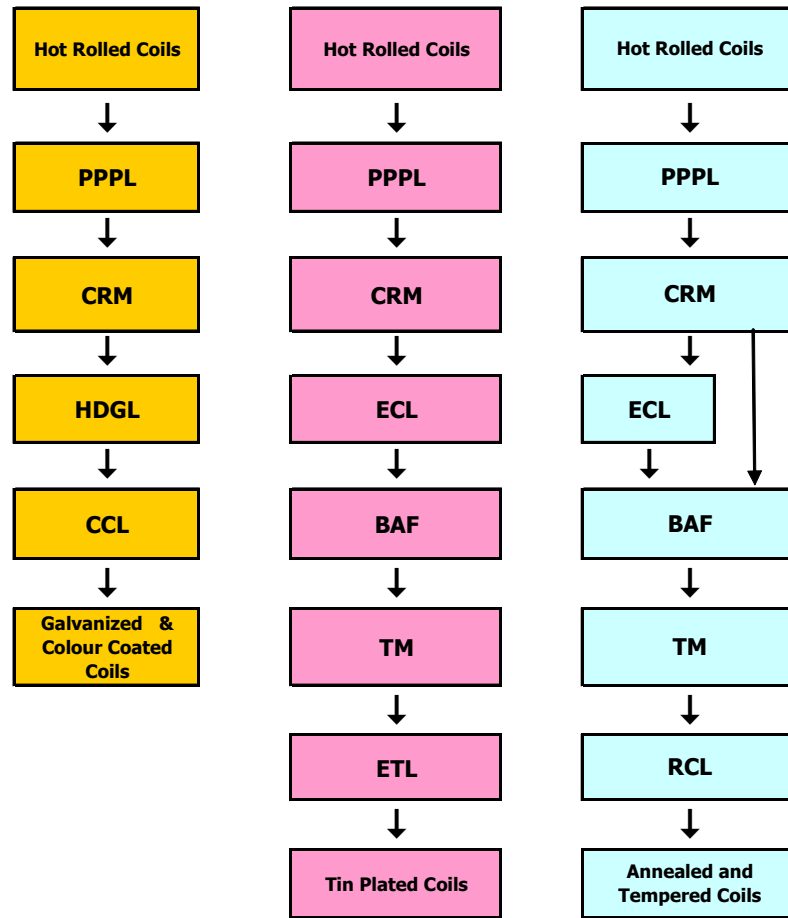 Hot Rolled Coils
PPPL
CRM
HDGL
CCL
Galvanized & 
Colour Coated
Coils
Hot Rolled Coils
PPPL
CRM
ECL
BAF
TM
ETL
Tin Plated Coils
Hot Rolled Coils
PPPL
CRM
ECL
BAF
TM
RCL
Annealed and
Tempered Coils